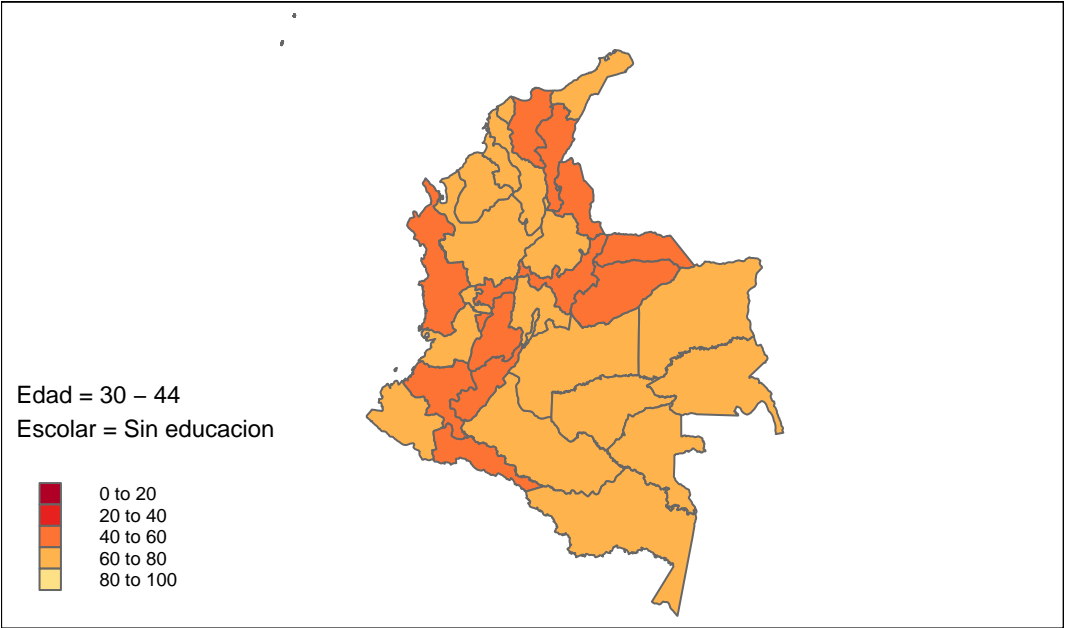 Edad = 30 − 44
Escolar = Sin educacion
0 to 20
20 to 40
40 to 60
60 to 80
80 to 100